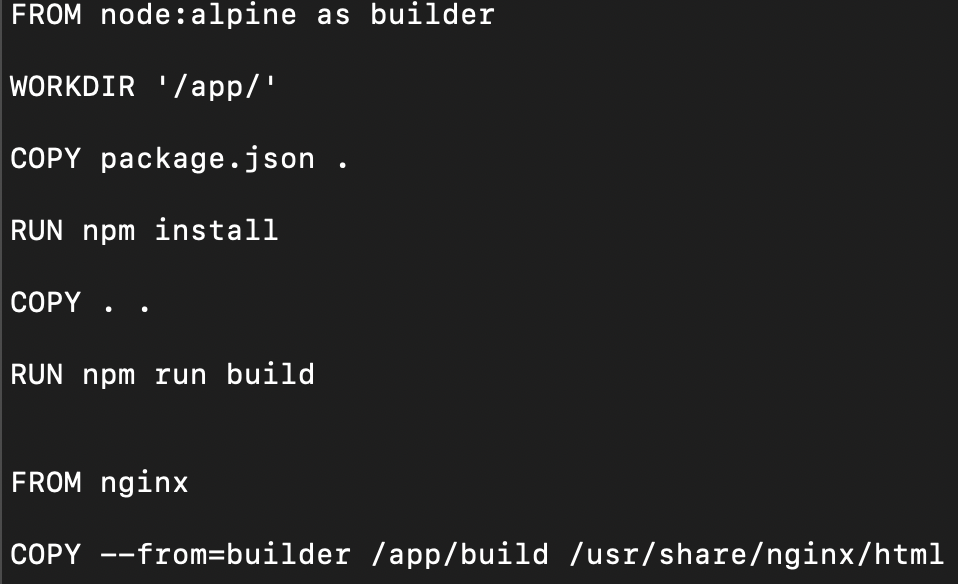 FROM node:alpine as builder
WORKDIR '/app/'
COPY package.json .
RUN npm install
COPY . .
RUN npm run build
FROM nginx
COPY --from=builder /app/build /usr/share/nginx/html